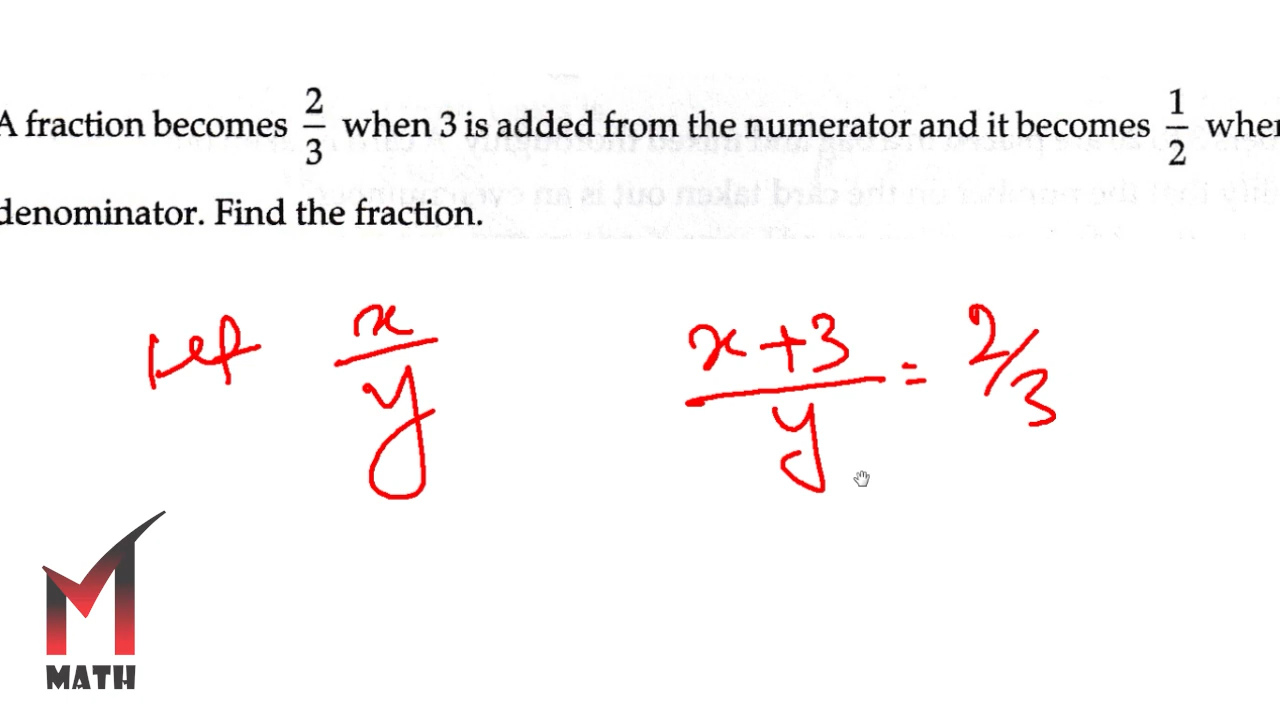 A fraction becomes 2/3 when 3 is added from the numerator and it becomes 1/2 when
denominator. Find the fraction.
x/y
(x+3)/y = 2/3
MATH